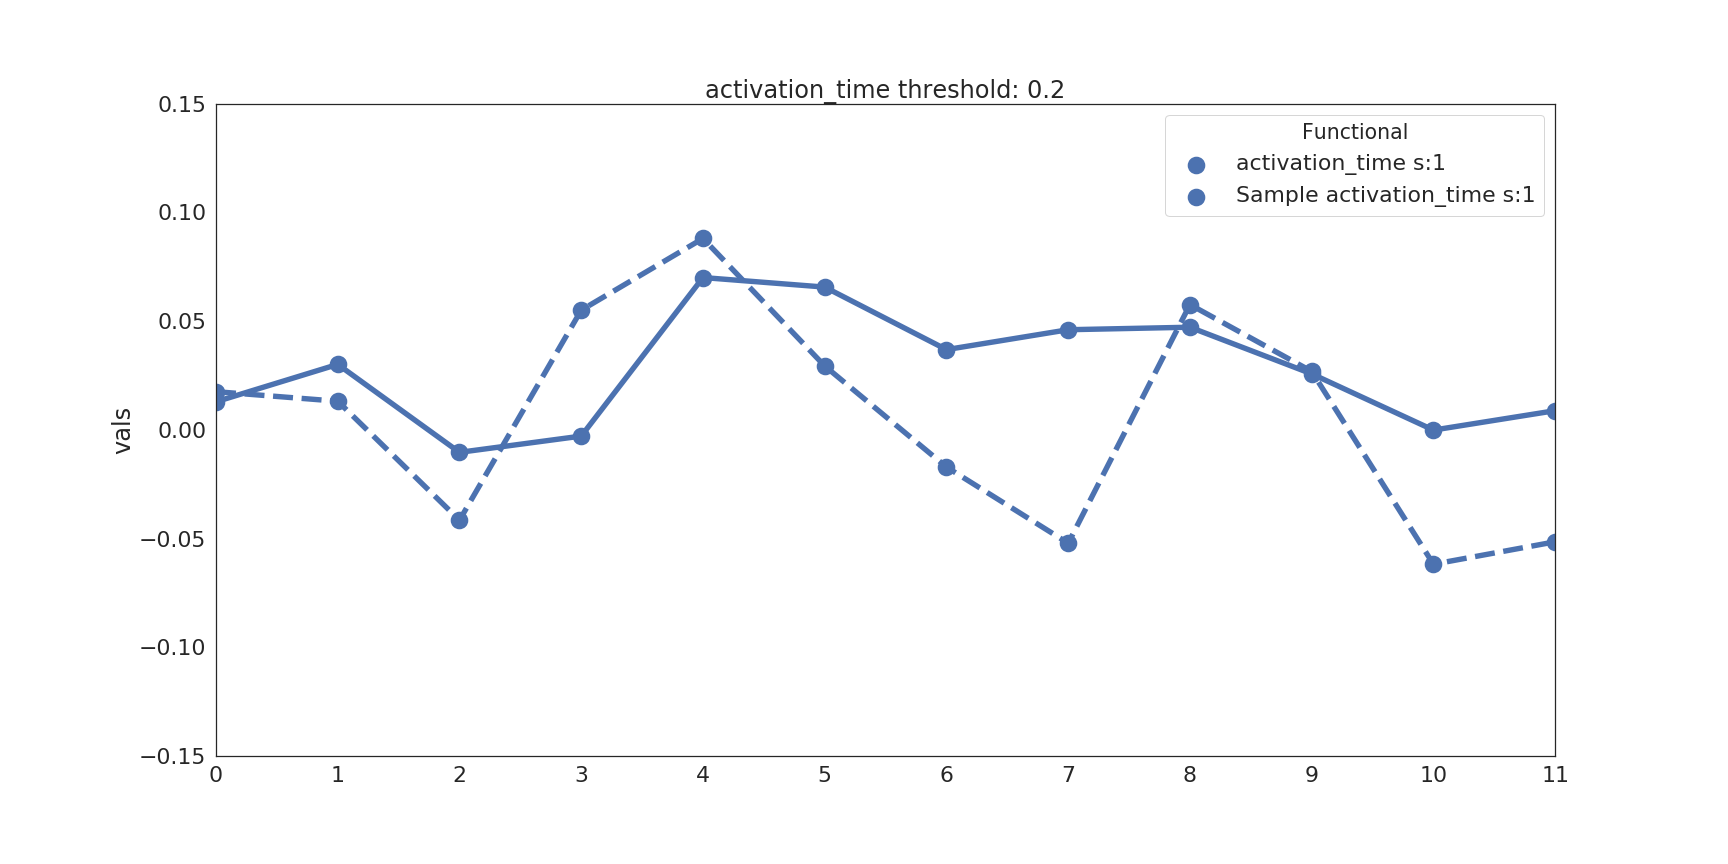 activation_time threshold: 0.2
0.15
0.10
0.05
0.00
−0.05
−0.10
−0.15
vals
Functional
activation_time s:1
Sample activation_time s:1
0 1 2 3 4 5 6 7 8 9 10 11